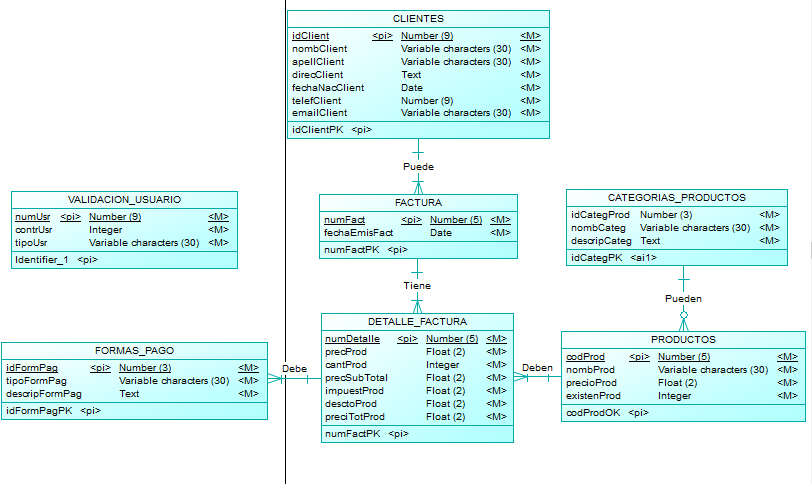 CLIENTES
idClient <pi> Number (9) <M>
nombClient Variable characters (30) <M>
apellClient Variable characters (30) <M>
direcClient Text <M>
fechaNacClient Date <M>
telefClient Number (9) <M>
emailClient Variable characters (30) <M>
idClientPK <pi>
Puede
VALIDACION_USUARIO
numUsr <pi> Number (9) <M>
contrUsr Integer <M>
tipoUsr Variable characters (30) <M>
Identifier_1 <pi>
FACTURA
numFact <pi> Number (5) <M>
fechaEmisFact Date <M>
numFactPK <pi>
CATEGORIAS_PRODUCTOS
idCategProd Number (3) <M>
nombCateg Variable characters (30) <M>
descripCateg Text <M>
idCategPK <ai1>
Tiene
Pueden
FORMAS_PAGO
idFormPag <pi> Number (3) <M>
tipoFormPag Variable characters (30) <M>
descripFormPag Text <M>
idFormPagPK <pi>
Debe
DETALLE_FACTURA
numDetalle <pi> Number (5) <M>
precProd Float (2) <M>
cantProd Integer <M>
precSubTotal Float (2) <M>
impuestProd Float (2) <M>
desctoProd Float (2) <M>
preciTotProd Float (2) <M>
numFactPK <pi>
Deben
PRODUCTOS
codProd <pi> Number (5) <M>
nombProd Variable characters (30) <M>
precioProd Float (2) <M>
existenProd Integer <M>
codProdOK <pi>